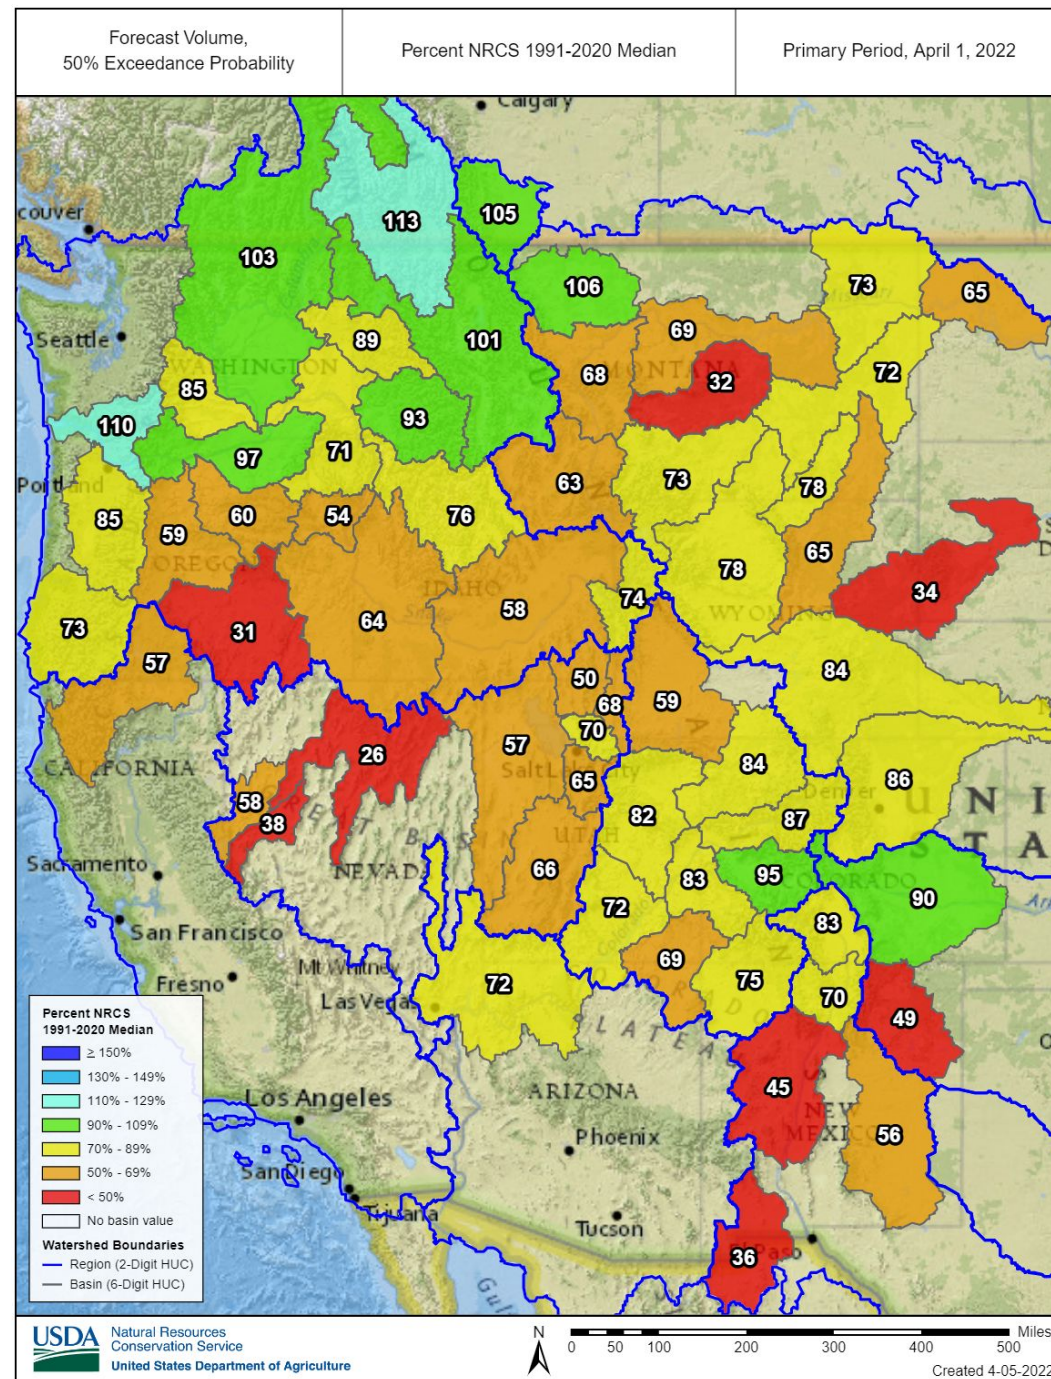 Forecast Volume,
50% Exceedance Probability
Percent NRCS 1991-2020 Median
Primary Period, April 1, 2022
Calgary
couver
113
105
103
106
73
65
Seattle
69
89
101
WASHINGTON
68
MONTANA
32
72
85
110
93
97
71
63
73
78
Portland
85
60
54
76
59
OREGON
65
78
34
IDAHO
74
58
WYOMING
73
31
64
57
84
50
68
59
70
57
26
CALIFORNIA
Salt Lake City
65
84
86
Denver
UNI
STA
58
GREAT BASIN
38
82
87
UTAH
NEVADA
66
83
95
COLORADO
90
Sacramento
72
83
San Francisco
69
75
Mt Whitney
72
70
Fresno
Las Vegas
49
PLATEA
ARIZONA
45
NEW
MEXICO
56
Los Angeles
Phoenix
San Diego
Tijuana
Tucson
El Paso
36
Gul
Percent NRCS
1991-2020 Median
≥ 150%
130% - 149%
110% - 129%
90% - 109%
70% - 89%
50% - 69%
< 50%
No basin value
Watershed Boundaries
Region (2-Digit HUC)
Basin (6-Digit HUC)
USDA
Natural Resources
Conservation Service
United States Department of Agriculture
N
0 50 100 200 300 400 500
Miles
Created 4-05-2022